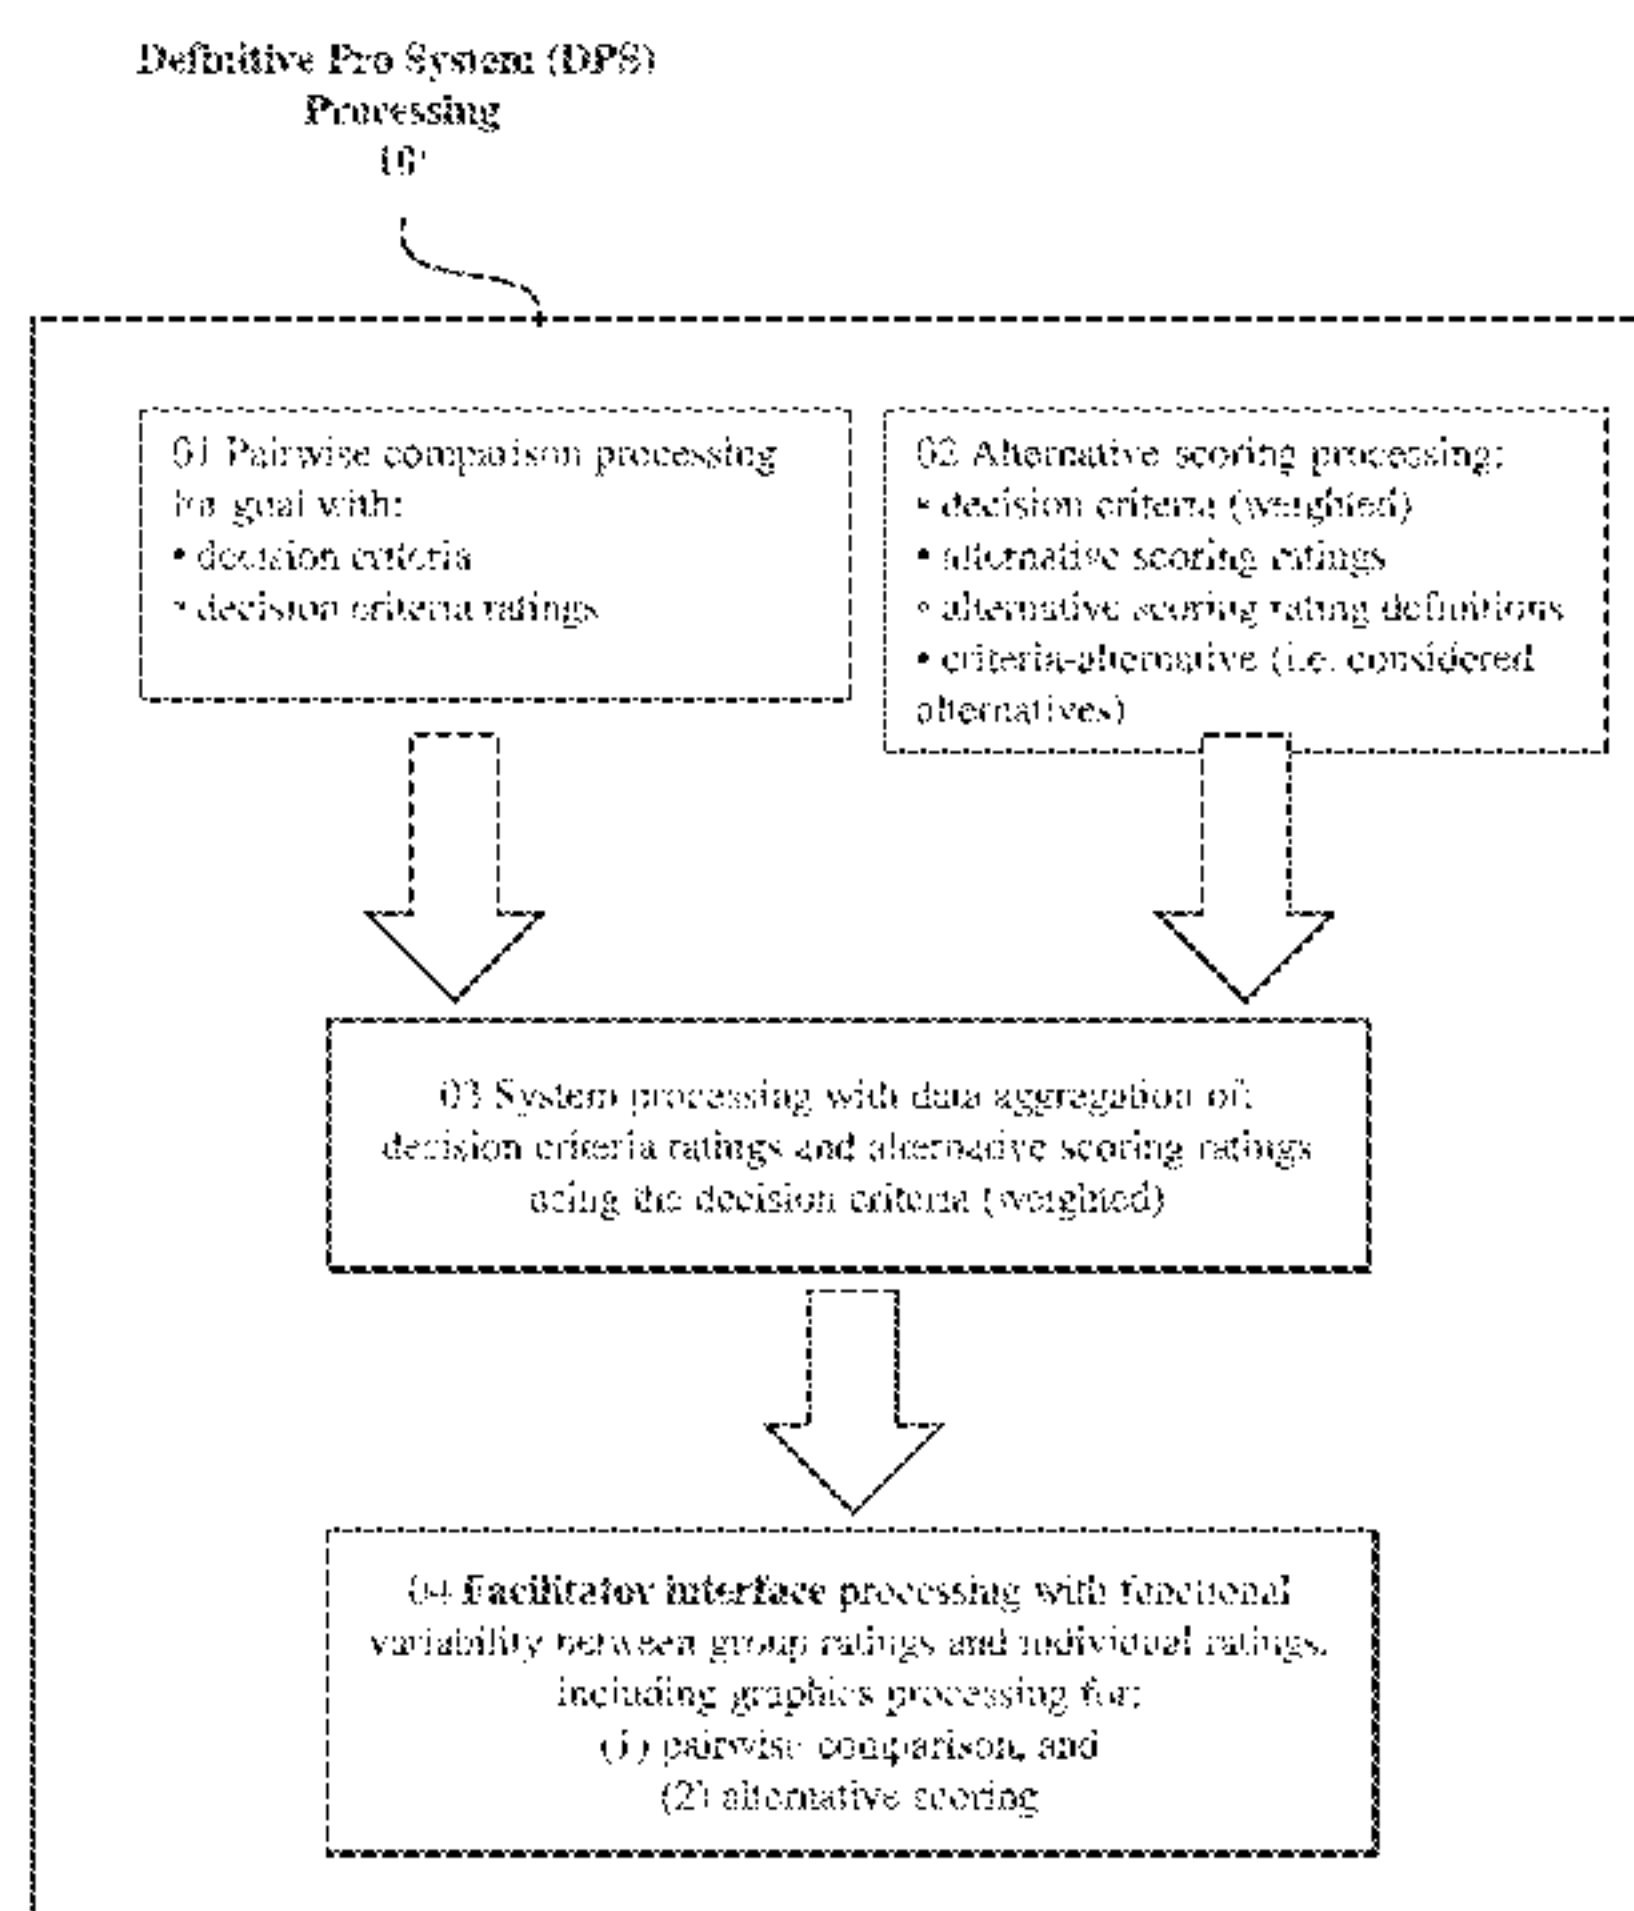 Definitive Pro System (DPS)
Processing
10'
01 Pairwise comparison processing
for goal with:
• decision criteria
• decision criteria ratings
02 Alternative scoring processing:
• decision criteria (weighted)
• alternative scoring ratings
• alternative scoring rating definitions
• criteria-alternative (i.e. considered
alternatives)
03 System processing with data aggregation of:
decision criteria ratings and alternative scoring ratings
using the decision criteria (weighted)
04 Facilitator interface processing with functional
variability between group ratings and individual ratings,
including graphics processing for:
(1) pairwise comparison, and
(2) alternative scoring